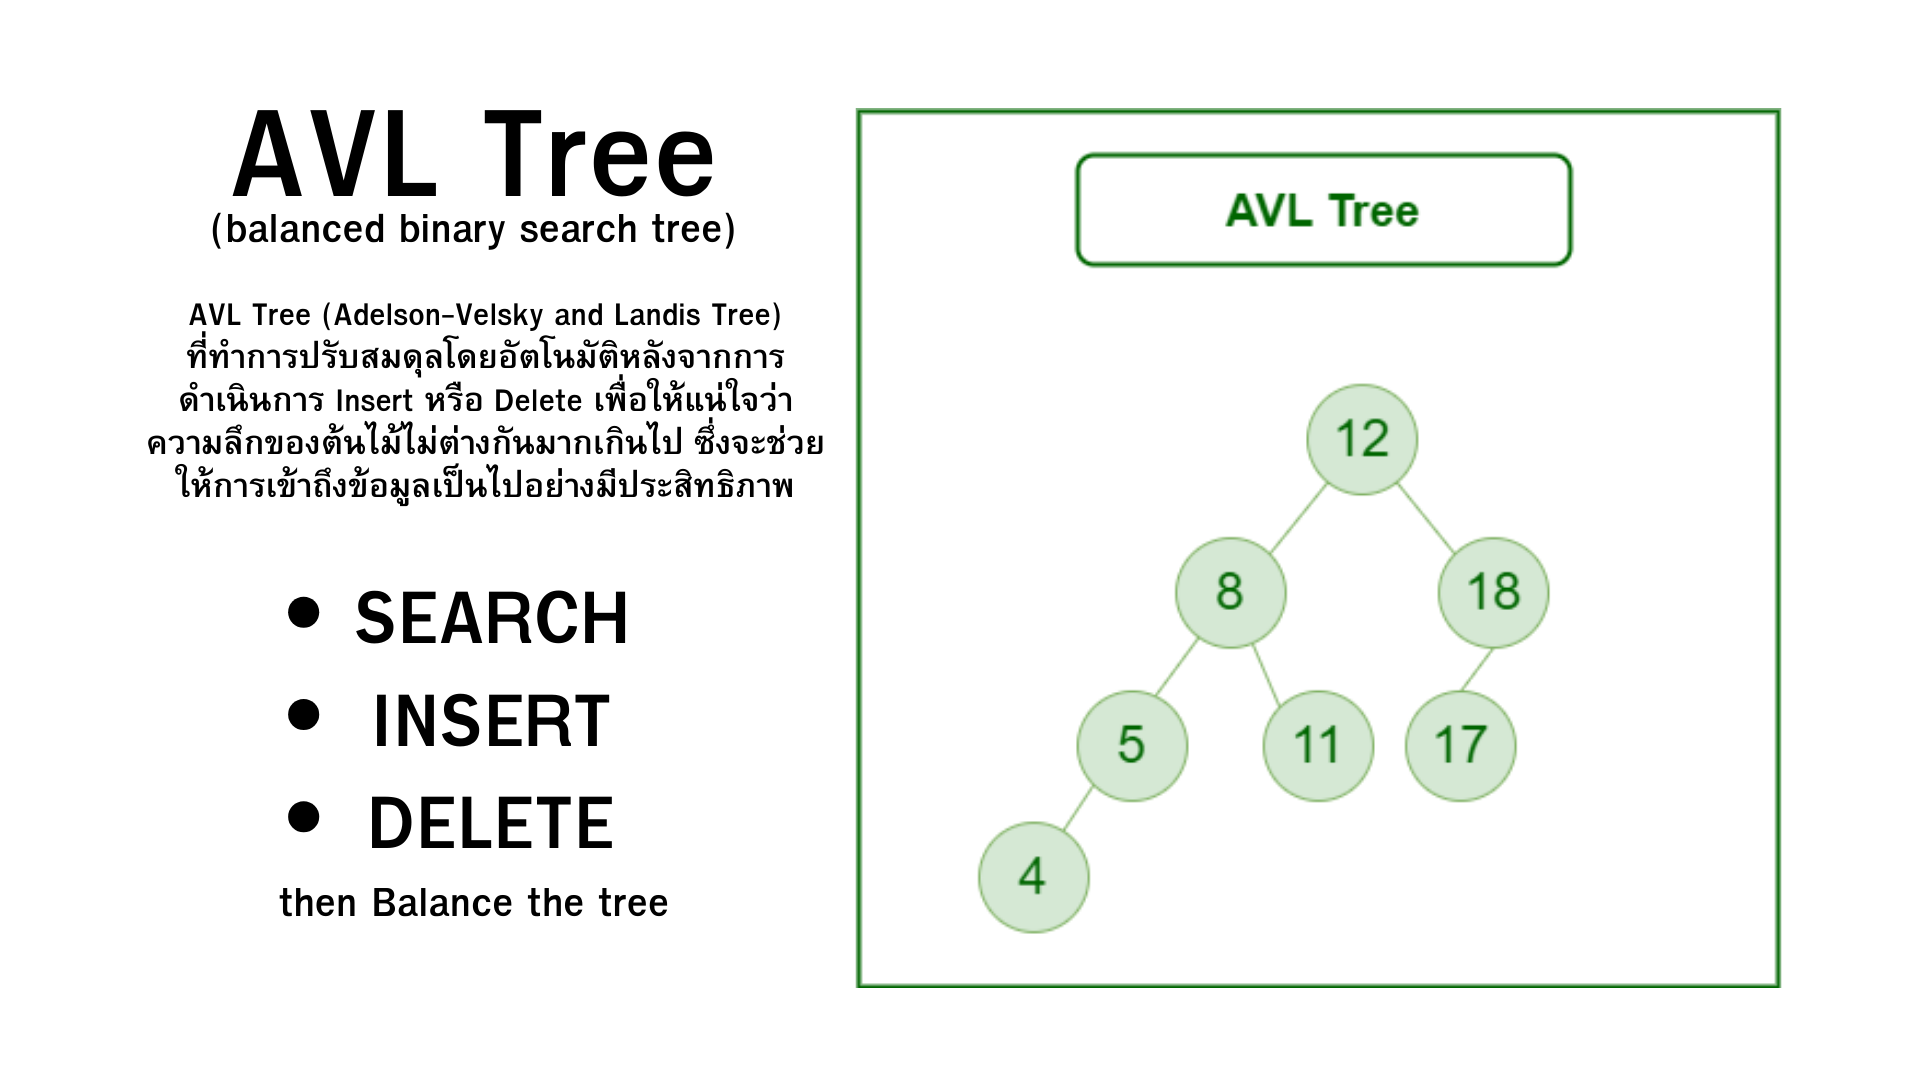 AVL Tree
(balanced binary search tree)
AVL Tree (Adelson-Velsky and Landis Tree)
ที่ทำการปรับสมดุลโดยอัตโนมัติหลังจากการ
ดำเนินการ Insert หรือ Delete เพื่อให้แน่ใจว่า
ความลึกของต้นไม้ไม่ต่างกันมากเกินไป ซึ่งจะช่วย
ให้การเข้าถึงข้อมูลเป็นไปอย่างมีประสิทธิภาพ
• SEARCH
• INSERT
• DELETE
then Balance the tree
AVL Tree
12
8 18
5 11 17
4